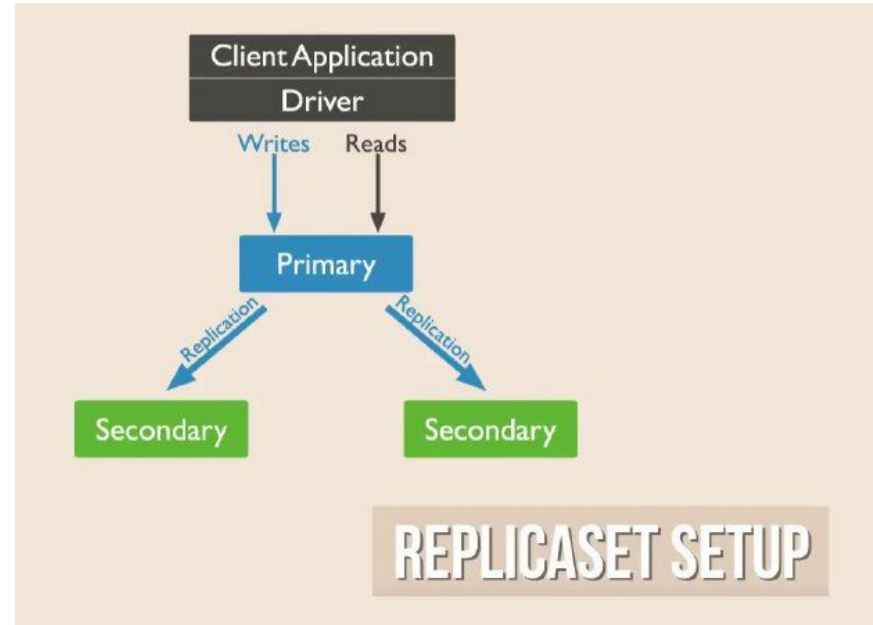 Client Application
Driver
Writes Reads
Primary
Replication Replication
Secondary Secondary
REPLICASET SETUP